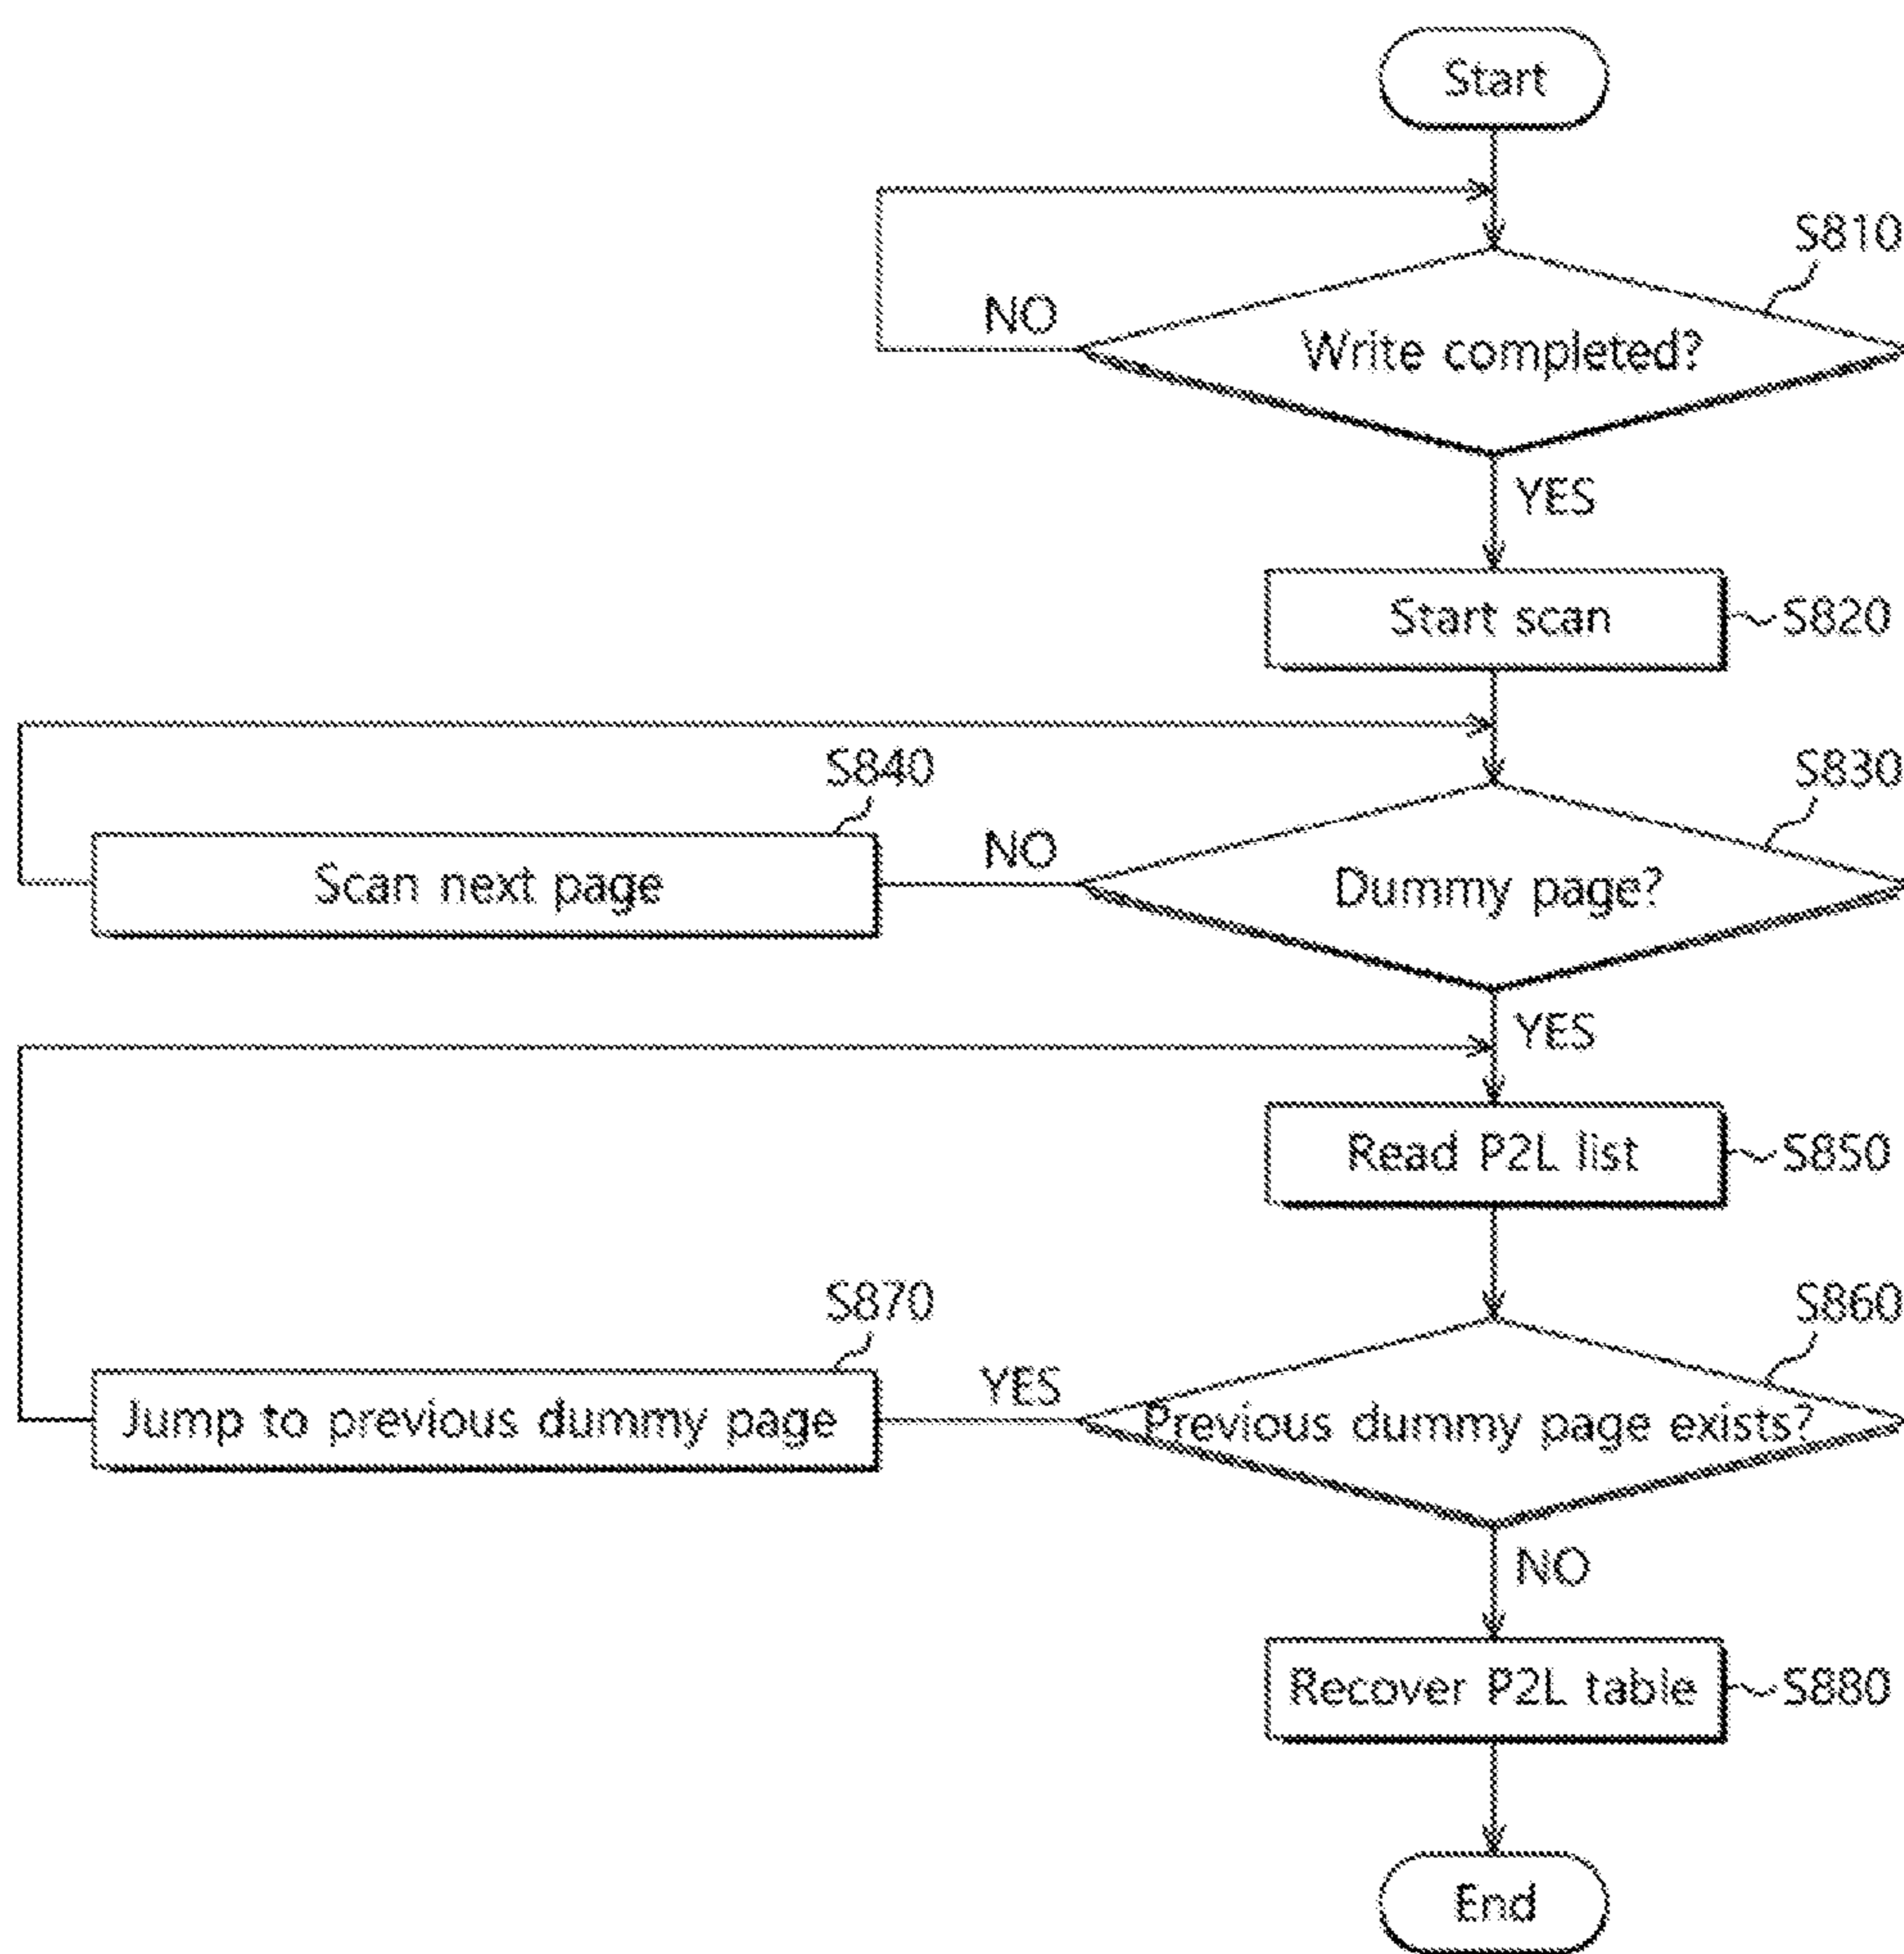 Start
S810
NO
Write completed?
YES
Start scan
S820
S840
S830
Scan next page
NO
Dummy page?
YES
Read P2L list
S850
S870
S860
Jump to previous dummy page
YES
Previous dummy page exists?
NO
Recover P2L table
S880
End